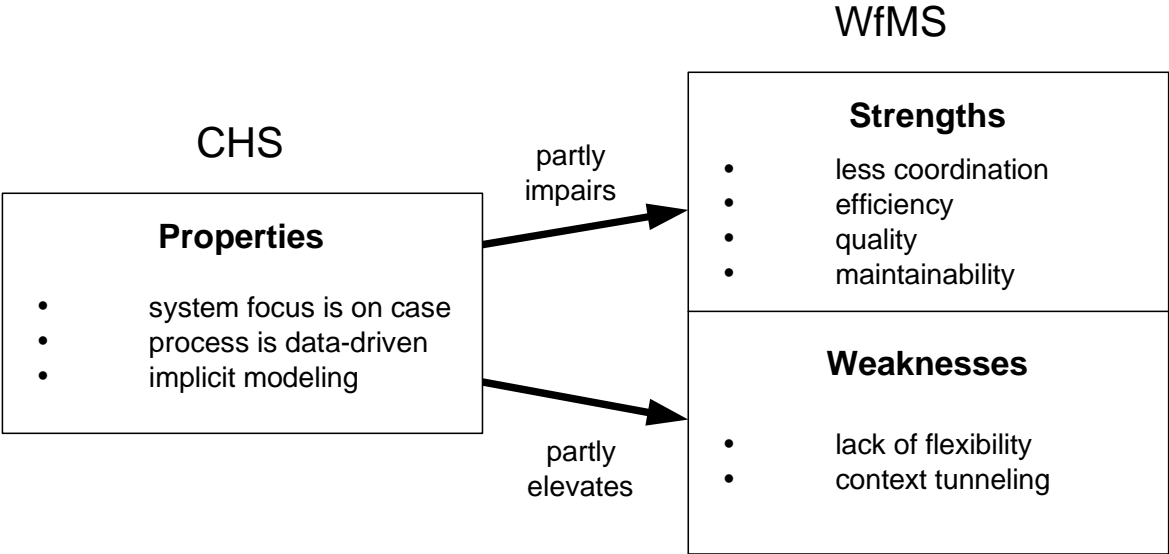 WfMS
CHS
Properties
• system focus is on case
• process is data-driven
• implicit modeling
partly
impairs
partly
elevates
Strengths
• less coordination
• efficiency
• quality
• maintainability
Weaknesses
• lack of flexibility
• context tunneling